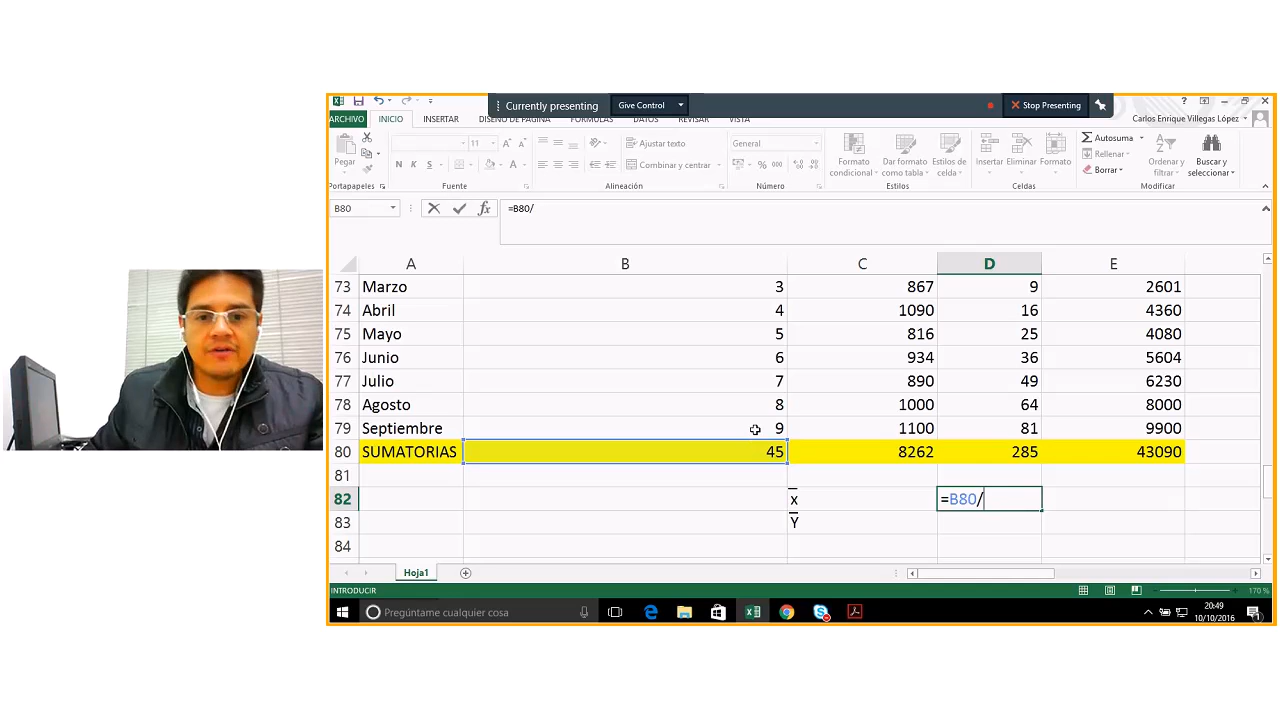 Currently presenting Give Control Stop Presenting
ARCHIVO INICIO INSERTAR DISEÑO DE PÁGINA FÓRMULAS DATOS REVISAR VISTA Carlos Enrique Villegas López
Pegar
11
N K S
Ajustar texto
Combinar y centrar
General
% 000
Formato condicional
Dar formato como tabla
Estilos de celda
Insertar Eliminar Formato
Autosuma
Rellenar
Borrar
Ordenar y filtrar
Buscar y seleccionar
Portapapeles Fuente Alineación Número Estilos Celdas Modificar
B80 fx =B80/
A B C D E
73 Marzo 3 867 9 2601
74 Abril 4 1090 16 4360
75 Mayo 5 816 25 4080
76 Junio 6 934 36 5604
77 Julio 7 890 49 6230
78 Agosto 8 1000 64 8000
79 Septiembre 9 1100 81 9900
80 SUMATORIAS 45 8262 285 43090
81
82 x̅ =B80/
83 Y̅
84
Hoja1
INTRODUCIR 170 %
Pregúntame cualquier cosa 20:49
10/10/2016